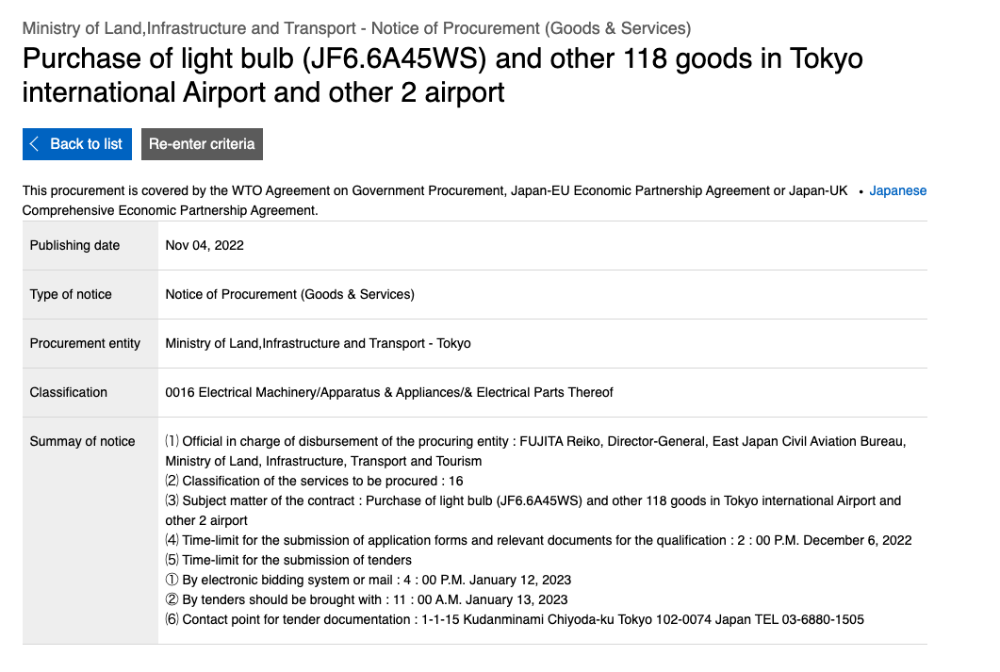 Ministry of Land,Infrastructure and Transport - Notice of Procurement (Goods & Services)
Purchase of light bulb (JF6.6A45WS) and other 118 goods in Tokyo
international Airport and other 2 airport
Back to list
Re-enter criteria
This procurement is covered by the WTO Agreement on Government Procurement, Japan-EU Economic Partnership Agreement or Japan-UK • Japanese
Comprehensive Economic Partnership Agreement.
Publishing date
Nov 04, 2022
Type of notice
Notice of Procurement (Goods & Services)
Procurement entity
Ministry of Land,Infrastructure and Transport - Tokyo
Classification
0016 Electrical Machinery/Apparatus & Appliances/& Electrical Parts Thereof
Summay of notice
⑴ Official in charge of disbursement of the procuring entity : FUJITA Reiko, Director-General, East Japan Civil Aviation Bureau,
Ministry of Land, Infrastructure, Transport and Tourism
⑵ Classification of the services to be procured : 16
⑶ Subject matter of the contract : Purchase of light bulb (JF6.6A45WS) and other 118 goods in Tokyo international Airport and
other 2 airport
⑷ Time-limit for the submission of application forms and relevant documents for the qualification : 2 : 00 P.M. December 6, 2022
⑸ Time-limit for the submission of tenders
① By electronic bidding system or mail : 4 : 00 P.M. January 12, 2023
② By tenders should be brought with : 11 : 00 A.M. January 13, 2023
⑹ Contact point for tender documentation : 1-1-15 Kudanminami Chiyoda-ku Tokyo 102-0074 Japan TEL 03-6880-1505